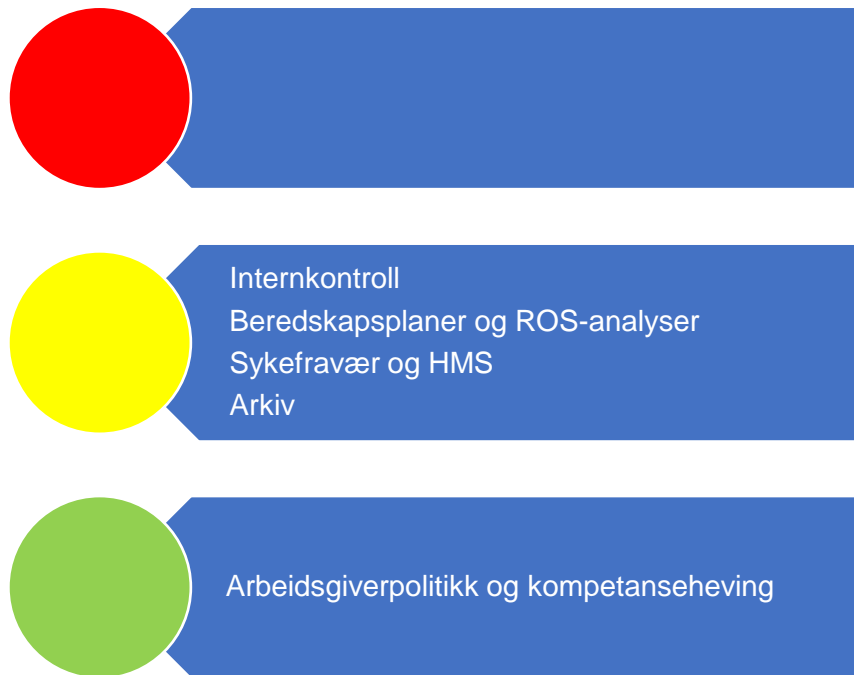 Internkontroll
Beredskapsplaner og ROS-analyser
Sykefravær og HMS
Arkiv
Arbeidsgiverpolitikk og kompetanseheving